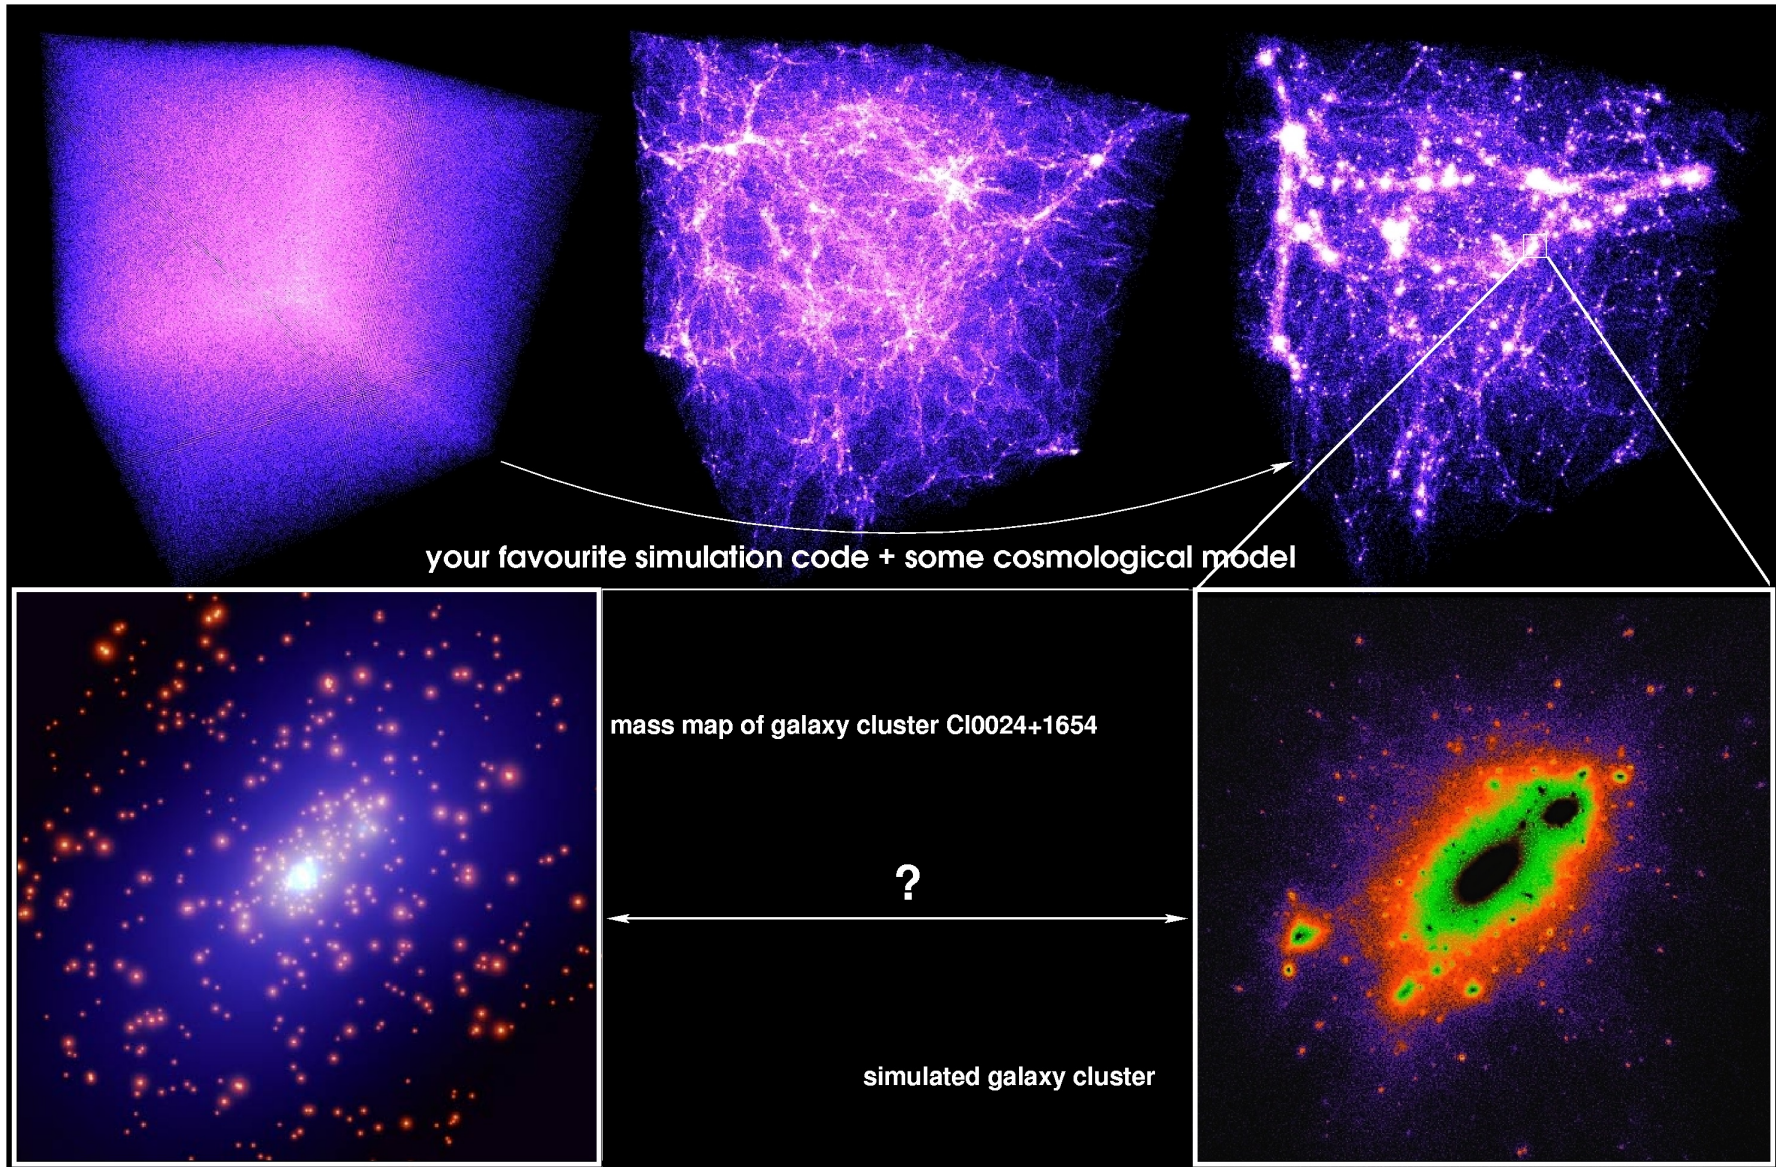 your favourite simulation code + some cosmological model
mass map of galaxy cluster Cl0024+1654
?
simulated galaxy cluster